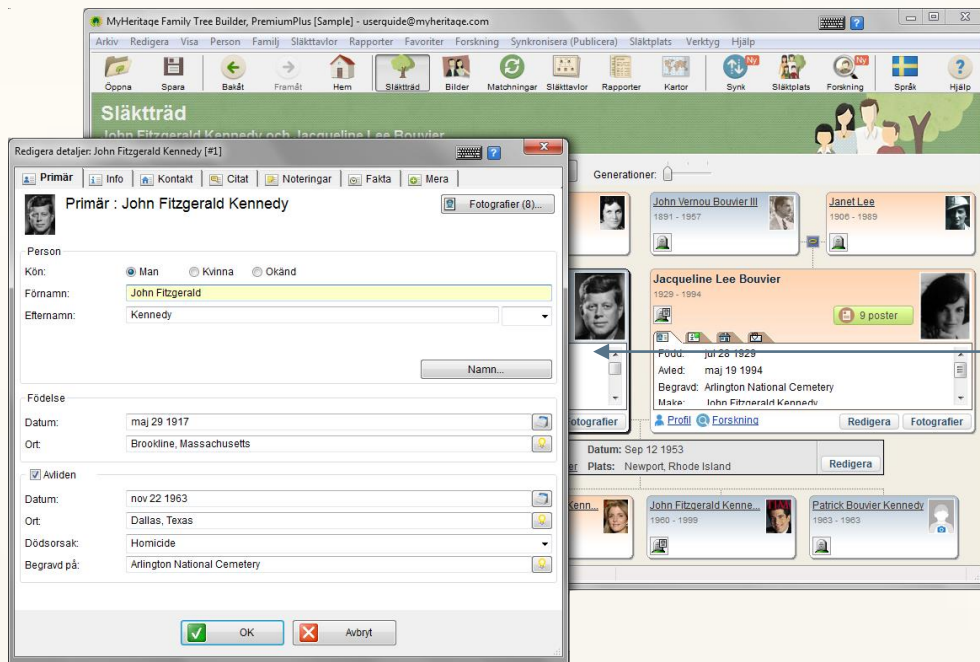 MyHeritage Family Tree Builder, PremiumPlus [Sample] - userguide@myheritage.com
Arkiv Redigera Visa Person Familj Släkttavlor Rapporter Favoriter Forskning Synkronisera (Publicera) Släktplats Verktyg Hjälp
Ny Ny
Öppna Spara Bakåt Framåt Hem Släktträd Bilder Matchningar Släkttavlor Rapporter Kartor Synk Släktplats Forskning Språk Hjälp
Släktträd
John Fitzgerald Kennedy och Jacqueline Lee Bouvier
Redigera detaljer: John Fitzgerald Kennedy [#1]
Primär Info Kontakt Citat Noteringar Fakta Mera
Primär : John Fitzgerald Kennedy
Fotografier (8)...
Person
Kön: Man Kvinna Okänd
Förnamn: John Fitzgerald
Efternamn: Kennedy
Namn...
Födelse
Datum: maj 29 1917
Ort: Brookline, Massachusetts
Avliden
Datum: nov 22 1963
Ort: Dallas, Texas
Dödsorsak: Homicide
Begravd på: Arlington National Cemetery
OK Avbryt
Generationer:
John Vernou Bouvier III
1891 - 1957
Janet Lee
1906 - 1989
Jacqueline Lee Bouvier
1929 - 1994
9 poster
Född: jul 28 1929
Avled: maj 19 1994
Begravd: Arlington National Cemetery
Make: John Fitzgerald Kennedy
Fotografier
Profil Forskning Redigera Fotografier
Datum: Sep 12 1953
Plats: Newport, Rhode Island
Redigera
Kenn...
John Fitzgerald Kenne...
1960 - 1999
Patrick Bouvier Kennedy
1963 - 1963